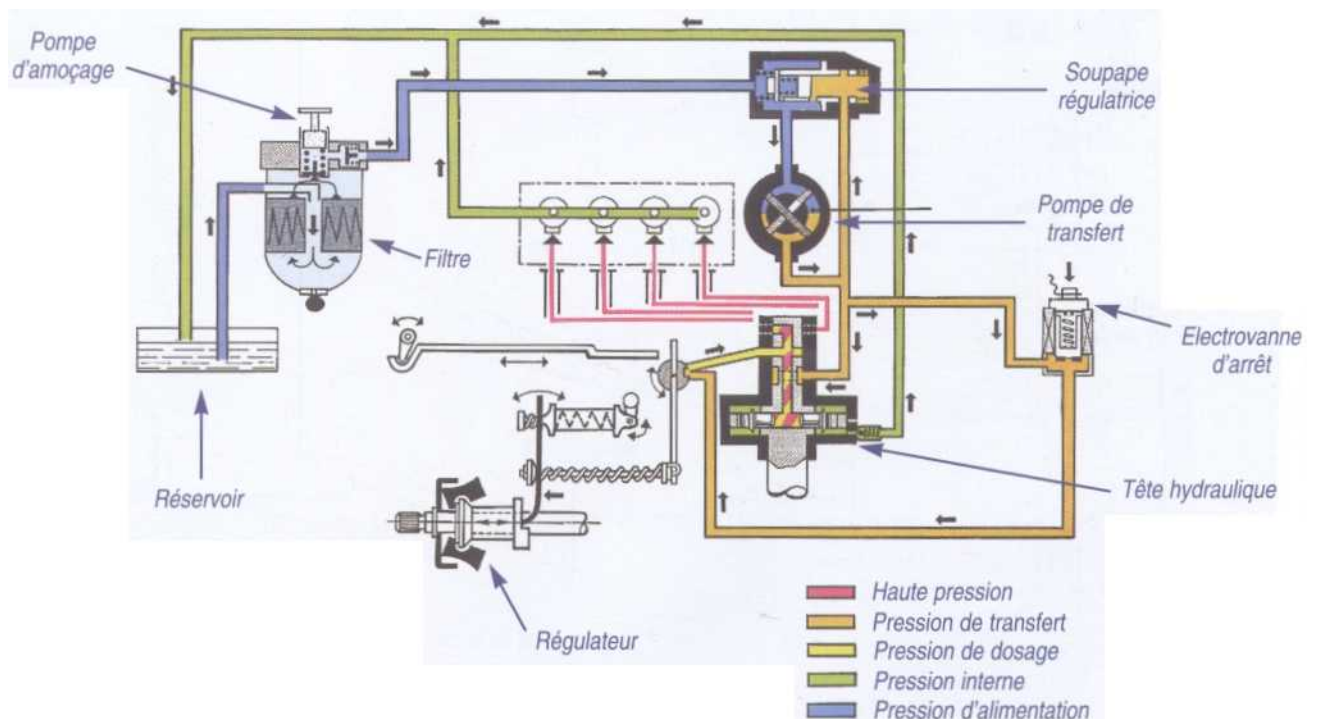 Pompe
d'amoçage
Soupape
régulatrice
Pompe de
transfert
Filtre
Electrovanne
d'arrêt
Réservoir
Tête hydraulique
Régulateur
Haute pression
Pression de transfert
Pression de dosage
Pression interne
Pression d'alimentation